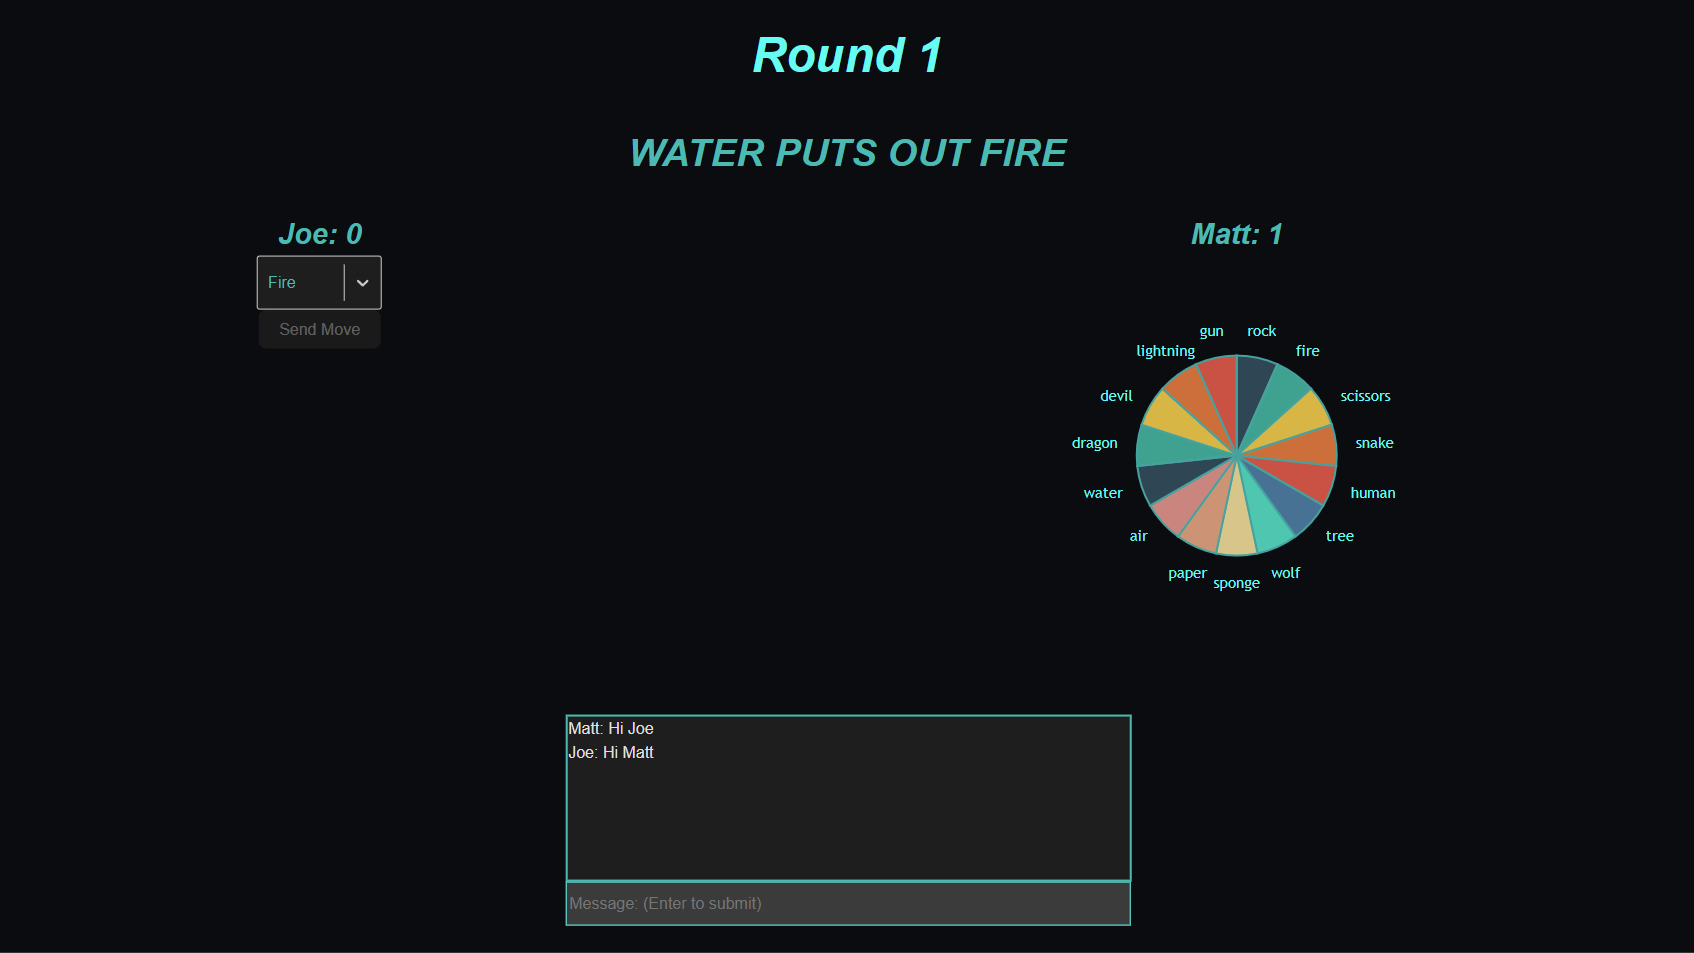 Round 1
WATER PUTS OUT FIRE
Joe: 0
Matt: 1
Fire
Send Move
gun
rock
lightning
fire
devil
scissors
dragon
snake
water
human
air
tree
paper
sponge
wolf
Matt: Hi Joe
Joe: Hi Matt
Message: (Enter to submit)